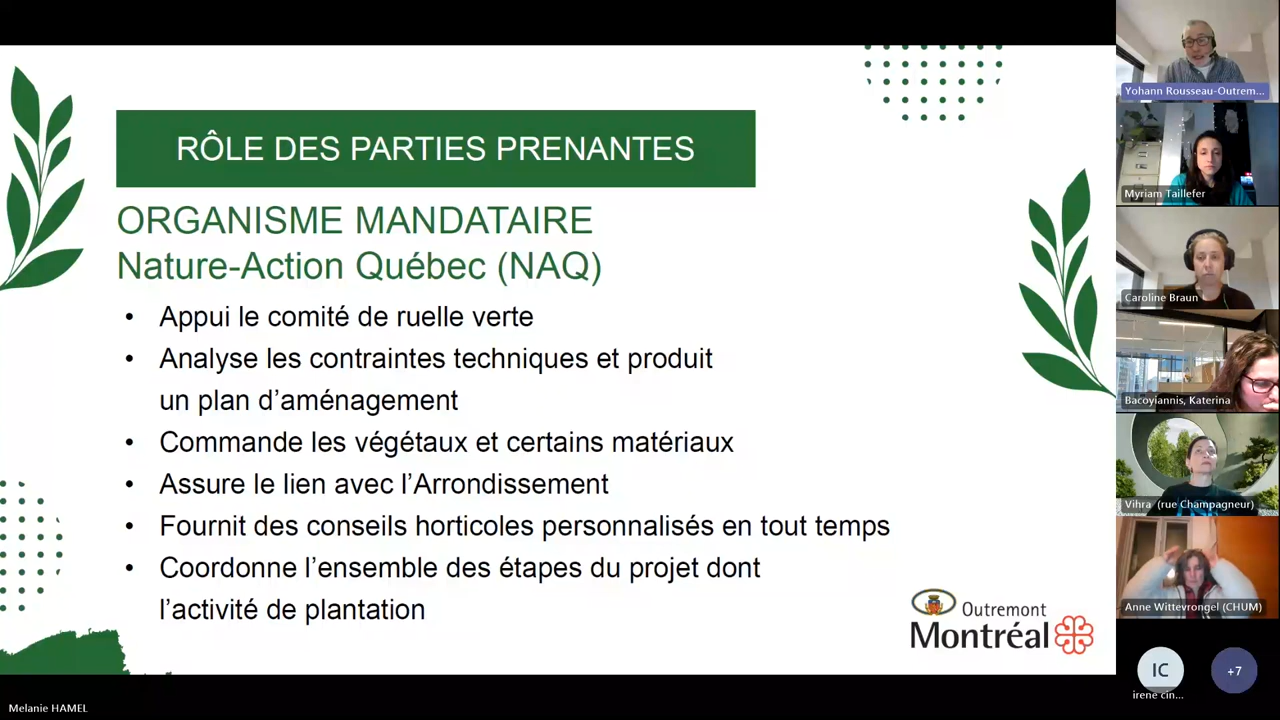 RÔLE DES PARTIES PRENANTES
ORGANISME MANDATAIRE
Nature-Action Québec (NAQ)
• Appui le comité de ruelle verte
• Analyse les contraintes techniques et produit
un plan d’aménagement
• Commande les végétaux et certains matériaux
• Assure le lien avec l’Arrondissement
• Fournit des conseils horticoles personnalisés en tout temps
• Coordonne l’ensemble des étapes du projet dont
l’activité de plantation
Outremont
Montréal
Melanie HAMEL
Yohann Rousseau-Outrem...
Myriam Taillefer
Caroline Braun
Bacoyiannis, Katerina
Vihra (rue Champagneur)
Anne Wittevrongel (CHUM)
IC
+7
irene cin...